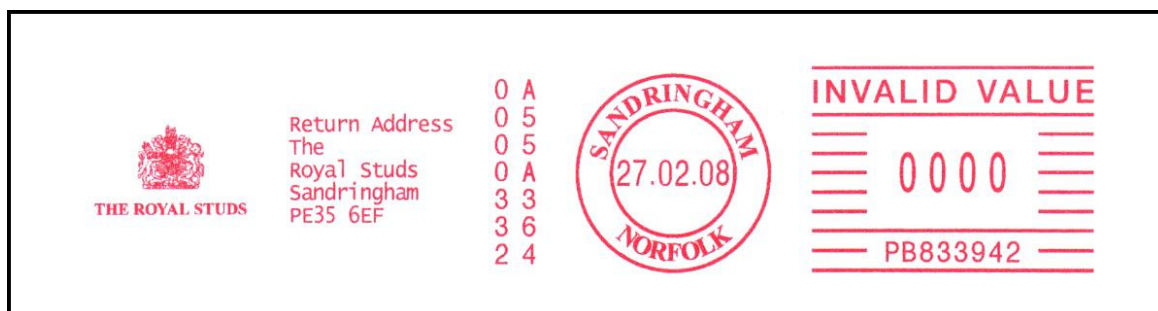 THE ROYAL STUDS
Return Address
The
Royal Studs
Sandringham
PE35 6EF
0 A
0 5
0 5
0 A
3 3
3 6
2 4
SANDRINGHAM
27.02.08
NORFOLK
INVALID VALUE
0000
PB833942